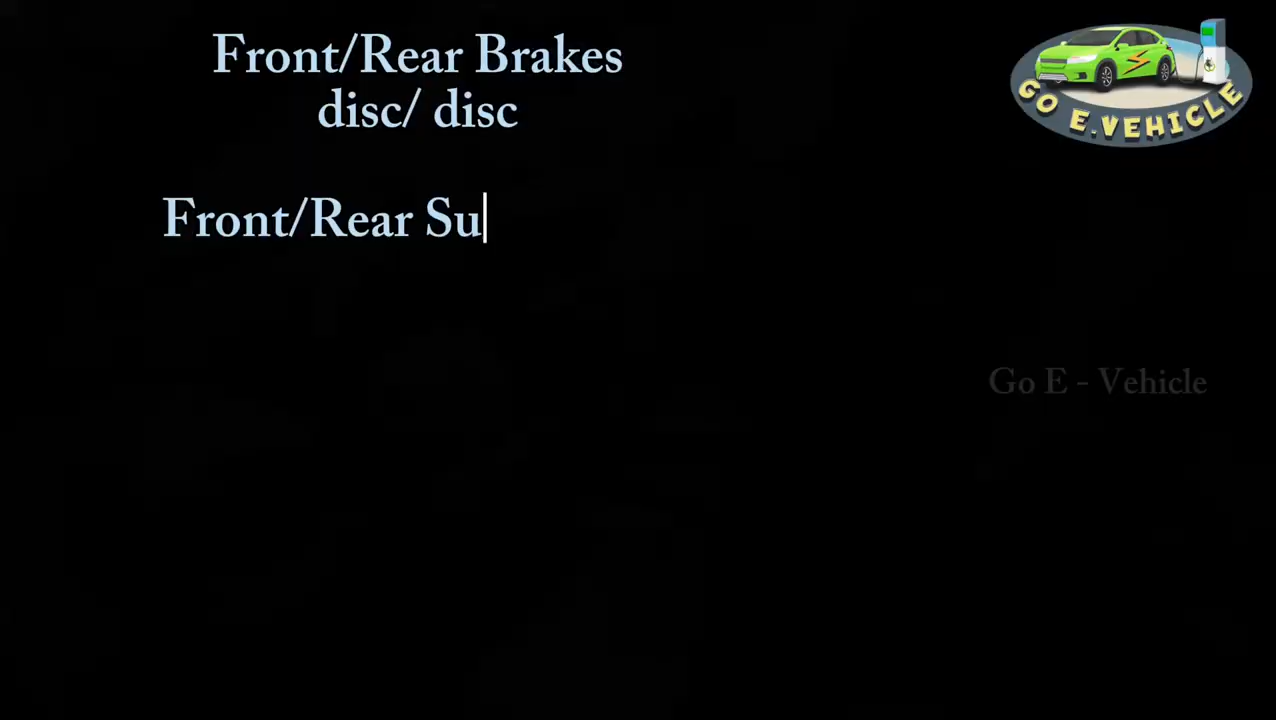 Front/Rear Brakes
disc/ disc
GO E.VEHICLE
Front/Rear Su
Go E - Vehicle